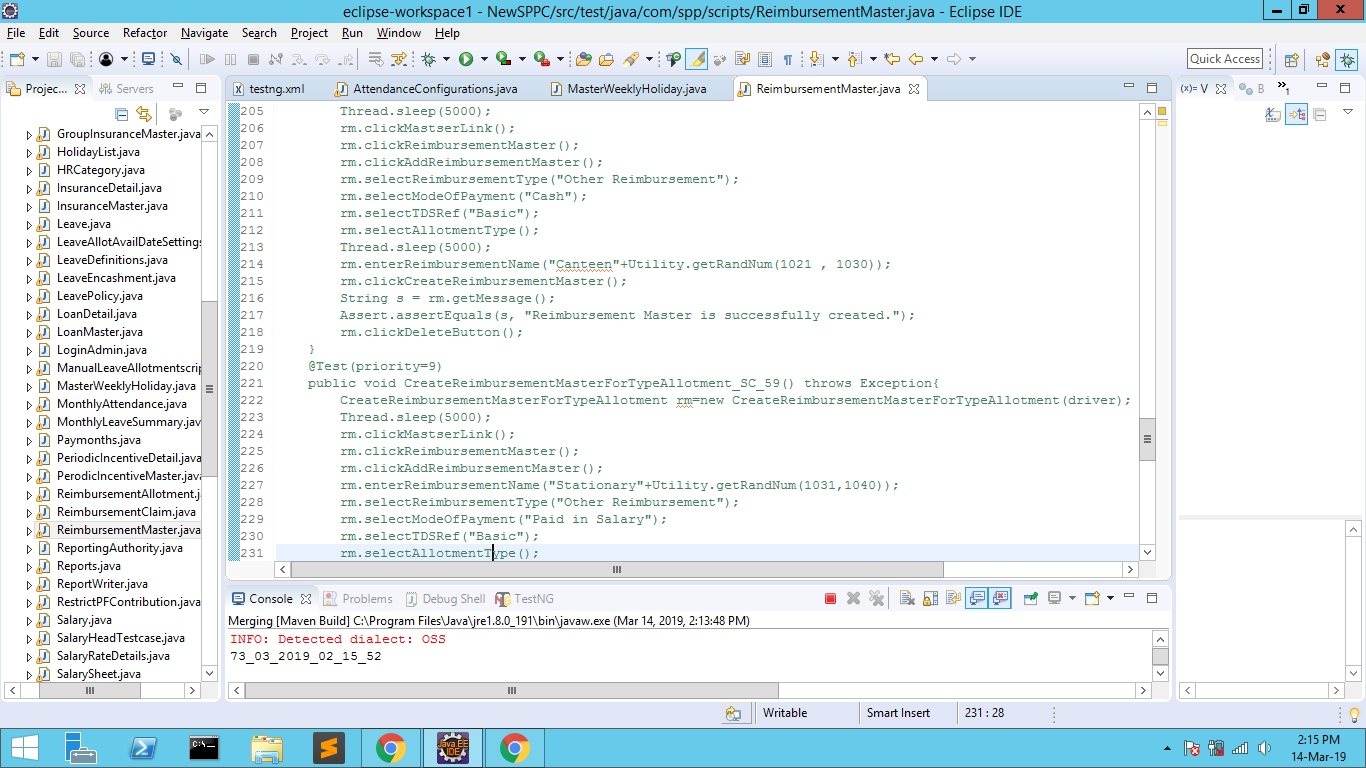 eclipse-workspace1 - NewSPPC/src/test/java/com/spp/scripts/ReimbursementMaster.java - Eclipse IDE
File Edit Source Refactor Navigate Search Project Run Window Help
Quick Access
Projec...
Servers
GroupInsuranceMaster.java
HolidayList.java
HRCategory.java
InsuranceDetail.java
InsuranceMaster.java
Leave.java
LeaveAllotAvailDateSettings
LeaveDefinitions.java
LeaveEncashment.java
LeavePolicy.java
LoanDetail.java
LoanMaster.java
LoginAdmin.java
ManualLeaveAllotmentscrip
MasterWeeklyHoliday.java
MonthlyAttendance.java
MonthlyLeaveSummary.jav
Paymonths.java
PeriodicIncentiveDetail.java
PerodicIncentiveMaster.java
ReimbursementAllotment.j
ReimbursementClaim.java
ReimbursementMaster.java
ReportingAuthority.java
Reports.java
ReportWriter.java
RestrictPFContribution.java
Salary.java
SalaryHeadTestcase.java
SalaryRateDetails.java
SalarySheet.java
testng.xml AttendanceConfigurations.java MasterWeeklyHoliday.java ReimbursementMaster.java
205 Thread.sleep(5000);
206 rm.clickMastserLink();
207 rm.clickReimbursementMaster();
208 rm.clickAddReimbursementMaster();
209 rm.selectReimbursementType("Other Reimbursement");
210 rm.selectModeOfPayment("Cash");
211 rm.selectTDSRef("Basic");
212 rm.selectAllotmentType();
213 Thread.sleep(5000);
214 rm.enterReimbursementName("Canteen"+Utility.getRandNum(1021 , 1030));
215 rm.clickCreateReimbursementMaster();
216 String s = rm.getMessage();
217 Assert.assertEquals(s, "Reimbursement Master is successfully created.");
218 rm.clickDeleteButton();
219 }
220 @Test(priority=9)
221 public void CreateReimbursementMasterForTypeAllotment_SC_59() throws Exception{
222 CreateReimbursementMasterForTypeAllotment rm=new CreateReimbursementMasterForTypeAllotment(driver);
223 Thread.sleep(5000);
224 rm.clickMastserLink();
225 rm.clickReimbursementMaster();
226 rm.clickAddReimbursementMaster();
227 rm.enterReimbursementName("Stationary"+Utility.getRandNum(1031,1040));
228 rm.selectReimbursementType("Other Reimbursement");
229 rm.selectModeOfPayment("Paid in Salary");
230 rm.selectTDSRef("Basic");
231 rm.selectAllotmentType();
(x)= V
B
»1
Console Problems Debug Shell TestNG
Merging [Maven Build] C:\Program Files\Java\jre1.8.0_191\bin\javaw.exe (Mar 14, 2019, 2:13:48 PM)
INFO: Detected dialect: OSS
73_03_2019_02_15_52
Writable Smart Insert 231 : 28
Java EE
IDE
2:15 PM
14-Mar-19